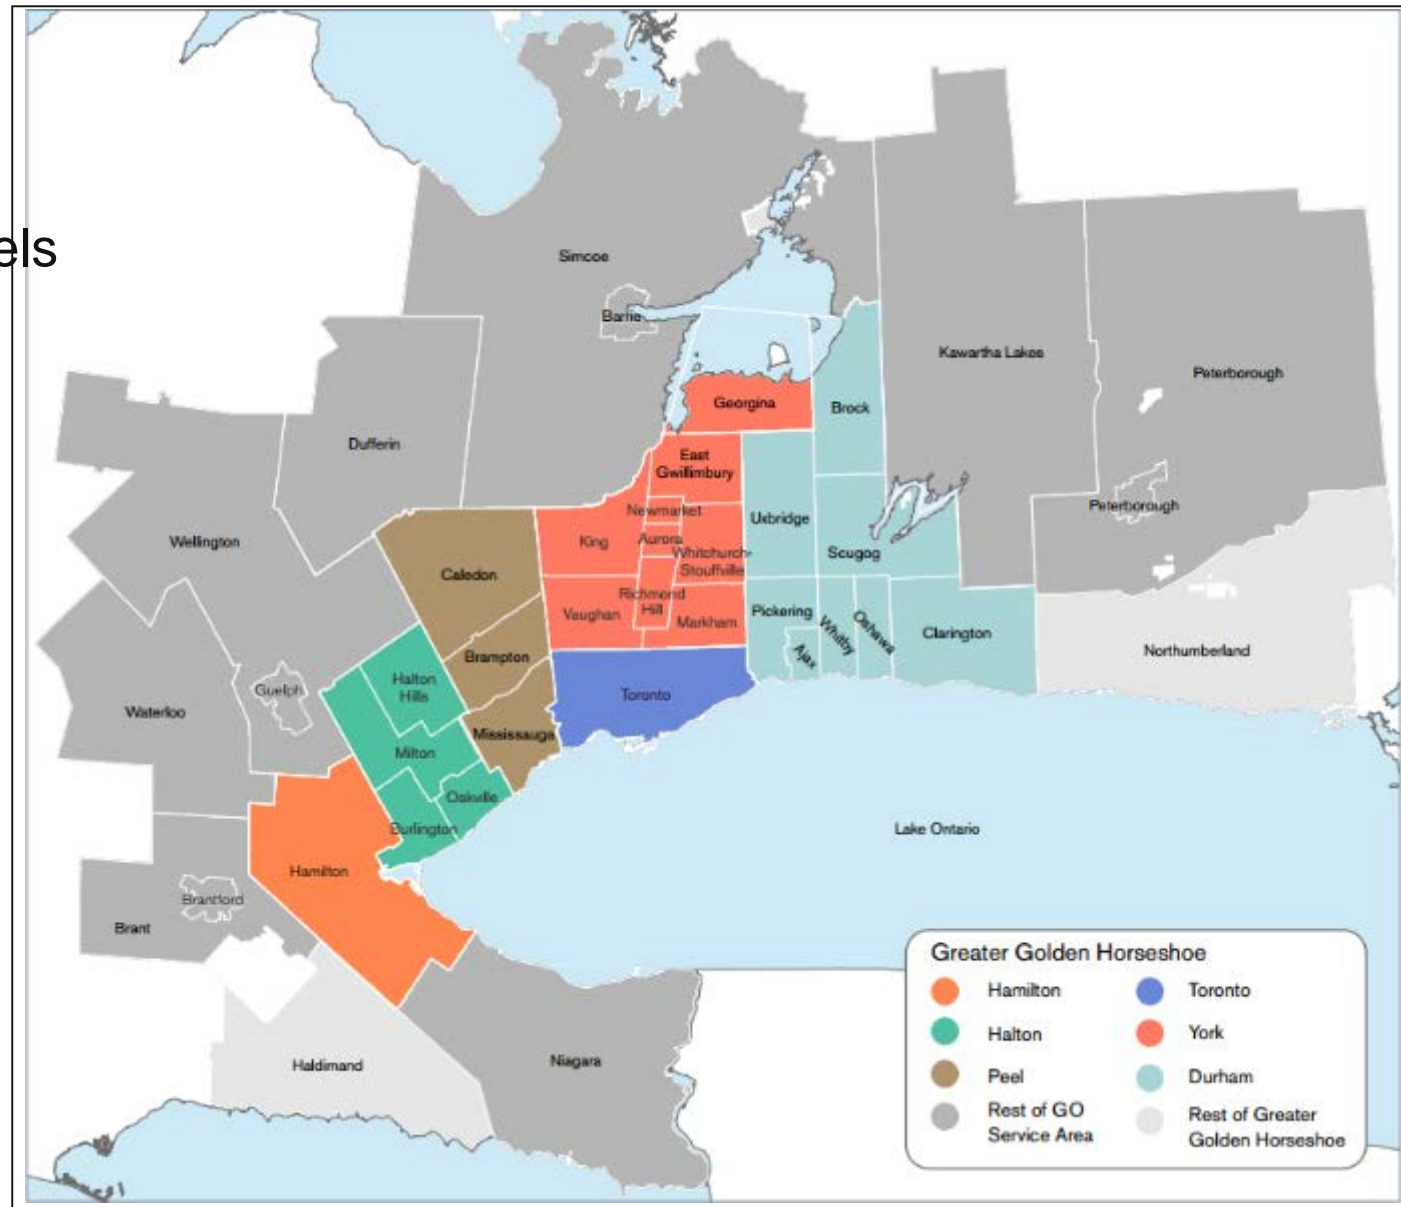 els
Simcoe
Barrie
Kawartha Lakes
Peterborough
Georgina
Brock
Dufferin
East
Gwillimbury
Newmarket
Peterborough
Uxbridge
Wellington
King
Aurora
Whitchurch-
Stouffville
Scugog
Caledon
Richmond
Hill
Vaughan
Markham
Pickering
Ajax
Whitby
Oshawa
Clarington
Northumberland
Brampton
Halton
Hills
Guelph
Toronto
Waterloo
Mississauga
Milton
Oakville
Burlington
Lake Ontario
Hamilton
Brantford
Brant
Haldimand
Niagara
Greater Golden Horseshoe
Hamilton
Toronto
Halton
York
Peel
Durham
Rest of GO
Service Area
Rest of Greater
Golden Horseshoe